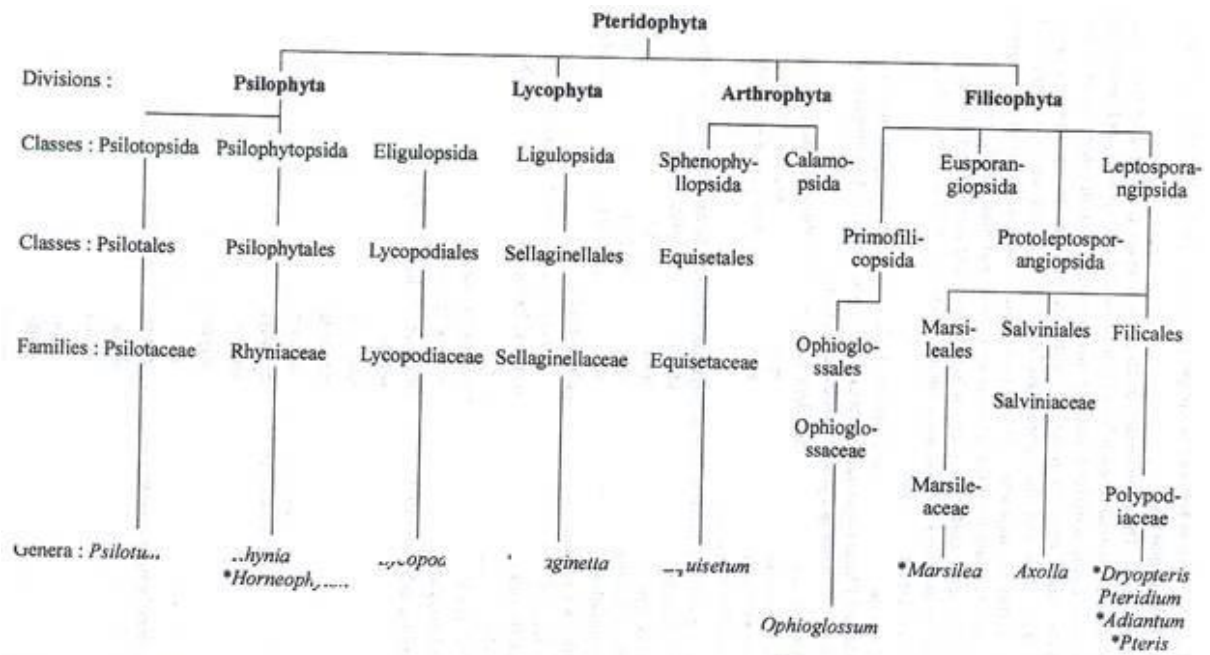 Pteridophyta
Divisions : Psilophyta Lycophyta Arthrophyta Filicophyta
Classes : Psilotopsida Psilophytopsida Eligulopsida Ligulopsida Sphenophy- Calamo- Eusporan- Leptospora-
llopsida psida giopsida ngipsida
Classes : Psilotales Psilophytales Lycopodiales Sellaginellales Equisetales Primofili- Protoleptospor-
copsida angiopsida
Families : Psilotaceae Rhyniaceae Lycopodiaceae Sellaginellaceae Equisetaceae Ophioglo- Marsi- Salviniales Filicales
ssales leales
Salviniaceae
Ophioglo-
ssaceae
Marsile- Polypod-
aceae iaceae
Genera :
*Marsilea Axolla *Dryopteris
Pteridium
*Adiantum
Ophioglossum *Pteris